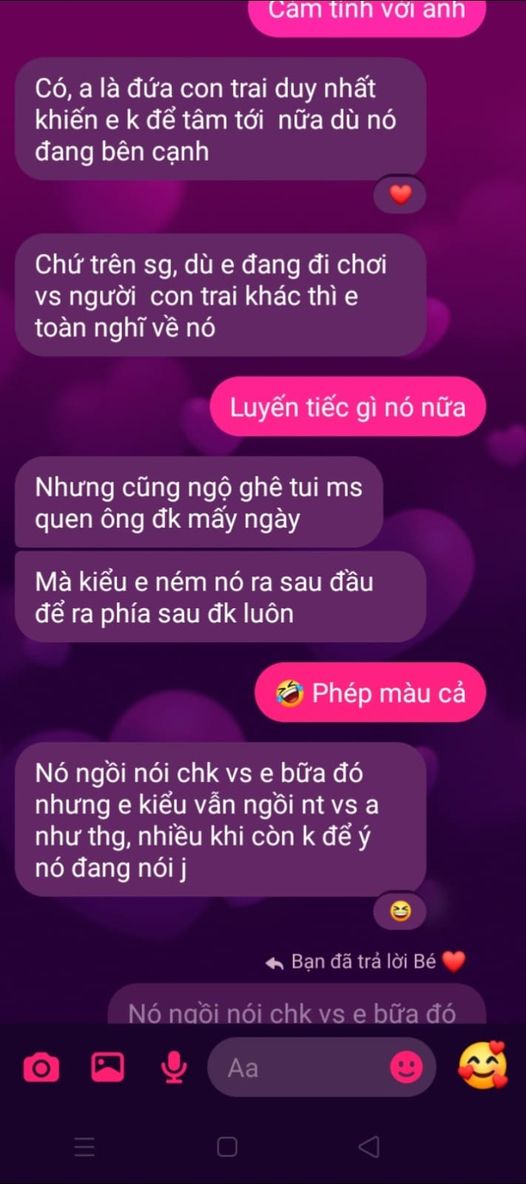 Cảm tình với anh
Có, a là đứa con trai duy nhất
khiến e k để tâm tới nữa dù nó
đang bên cạnh
Chứ trên sg, dù e đang đi chơi
vs người con trai khác thì e
toàn nghĩ về nó
Luyến tiếc gì nó nữa
Nhưng cũng ngộ ghê tui ms
quen ông đk mấy ngày
Mà kiểu e ném nó ra sau đầu
để ra phía sau đk luôn
🤣 Phép màu cả
Nó ngồi nói chk vs e bữa đó
nhưng e kiểu vẫn ngồi nt vs a
như thg, nhiều khi còn k để ý
nó đang nói j
Bạn đã trả lời Bé ❤️
Nó ngồi nói chk vs e bữa đó
Aa